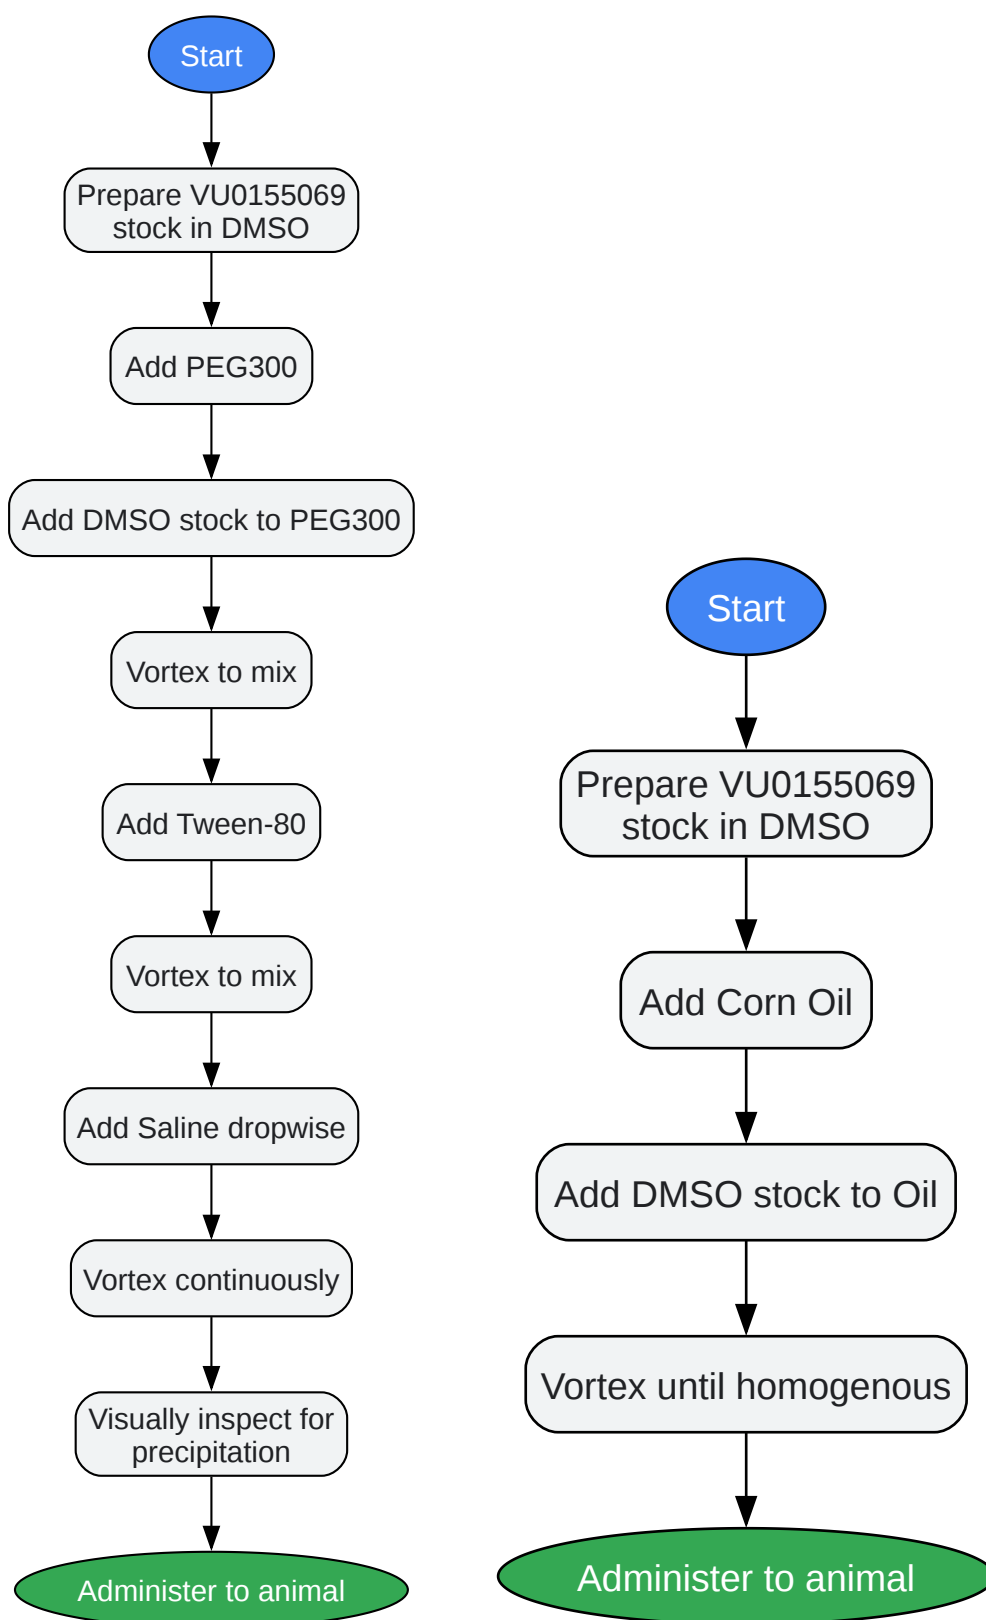 Start
Prepare VU0155069
stock in DMSO
Add PEG300
Add DMSO stock to PEG300
Vortex to mix
Add Tween-80
Vortex to mix
Add Saline dropwise
Vortex continuously
Visually inspect for
precipitation
Administer to animal
Start
Prepare VU0155069
stock in DMSO
Add Corn Oil
Add DMSO stock to Oil
Vortex until homogenous
Administer to animal